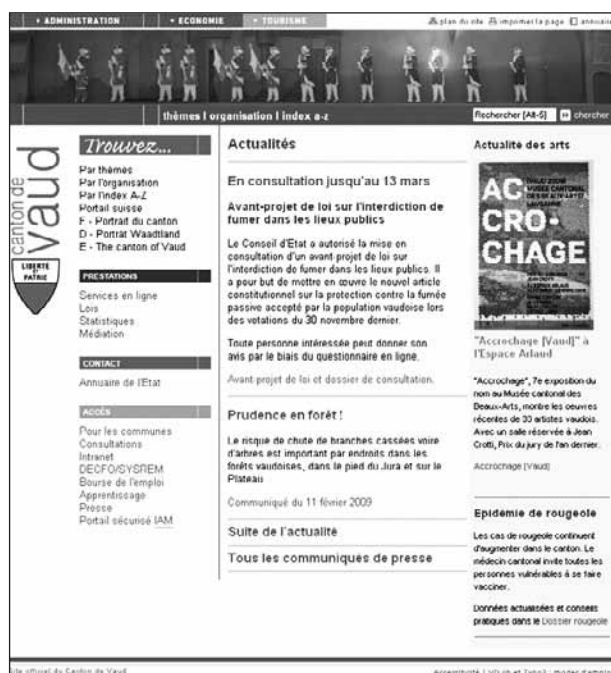 ADMINISTRATION
ECONOMIE
TOURISME
plan du site imprimer la page annuaire
thèmes I organisation I index a-z
Rechercher [Alt-S]
chercher
canton de
vaud
LIBERTE
ET
PATRIE
Trouvez...
Par thèmes
Par l'organisation
Par l'index A-Z
Portail suisse
F - Portrait du canton
D - Portrat Waadtland
E - The canton of Vaud
PRESTATIONS
Services en ligne
Lois
Statistiques
Médiation
CONTACT
Annuaire de l'Etat
ACCÈS
Pour les communes
Consultations
Intranet
DECFO/SYSREM
Bourse de l'emploi
Apprentissage
Presse
Portail sécurisé IAM
Actualités
En consultation jusqu'au 13 mars
Avant-projet de loi sur l'interdiction de
fumer dans les lieux publics
Le Conseil d'Etat a autorisé la mise en
consultation d'un avant-projet de loi sur
l'interdiction de fumer dans les lieux publics. Il
a pour but de mettre en œuvre le nouvel article
constitutionnel sur la protection contre la fumée
passive accepté par la population vaudoise lors
des votations du 30 novembre dernier.
Toute personne intéressée peut donner son
avis par le biais du questionnaire en ligne.
Avant-projet de loi et dossier de consultation.
Prudence en forêt !
Le risque de chute de branches cassées voire
d'arbres est important par endroits dans les
forêts vaudoises, dans le pied du Jura et sur le
Plateau
Communiqué du 11 février 2009
Suite de l'actualité
Tous les communiqués de presse
Actualité des arts
AC
CRO-
CHAGE
"Accrochage [Vaud]" à
l'Espace Arlaud
"Accrochage", 7e exposition du
nom au Musée cantonal des
Beaux-Arts, montre les oeuvres
récentes de 30 artistes vaudois.
Avec un salle réservée à Jean
Crotti, Prix du jury de l'an dernier.
Accrochage [Vaud]
Epidemie de rougeole
Les cas de rougeole continuent
d'augmenter dans le canton. Le
médecin cantonal invite toutes les
personnes vulnérables à se faire
vacciner.
Données actualisées et conseils
pratiques dans le Dossier rougeole
Site officiel du Canton de Vaud